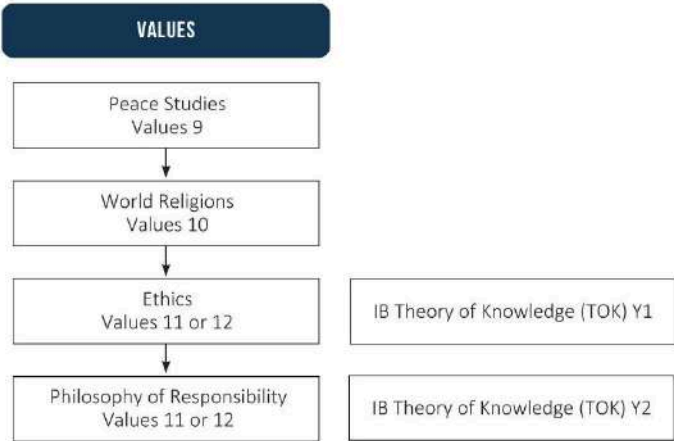 VALUES
Peace Studies
Values 9
World Religions
Values 10
Ethics
Values 11 or 12
IB Theory of Knowledge (TOK) Y1
Philosophy of Responsibility
Values 11 or 12
IB Theory of Knowledge (TOK) Y2